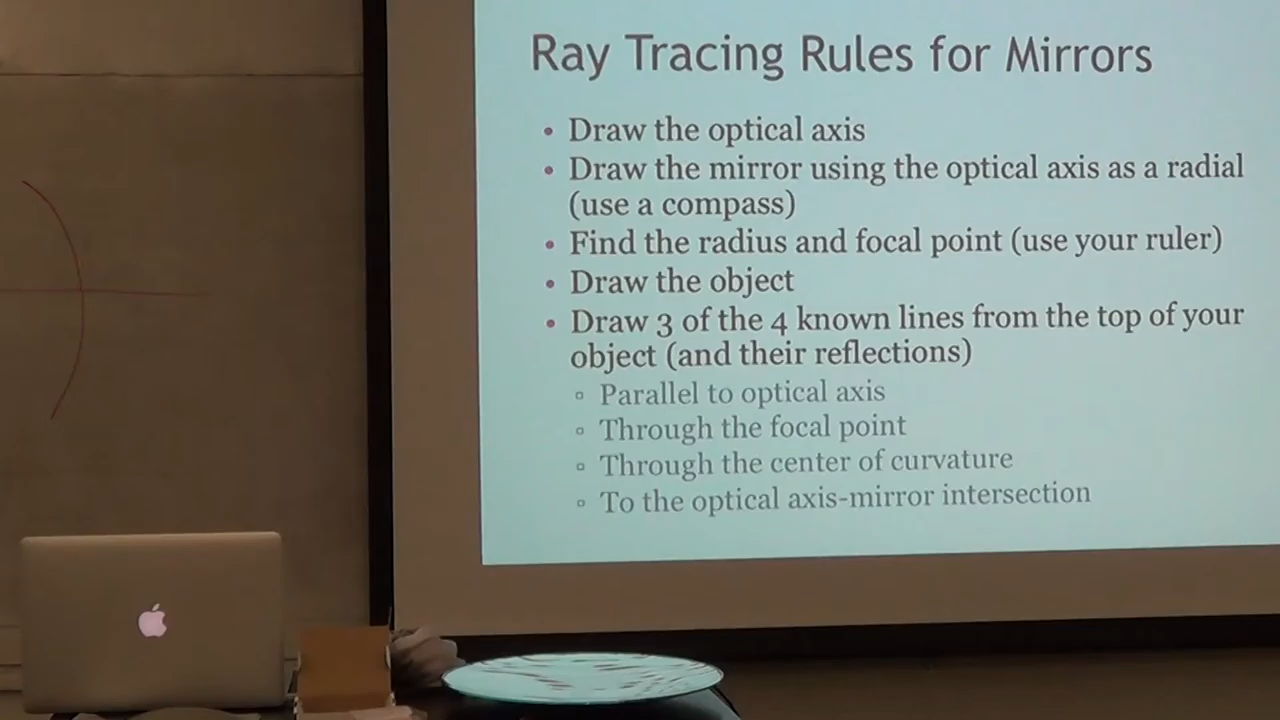 Ray Tracing Rules for Mirrors
• Draw the optical axis
• Draw the mirror using the optical axis as a radial
(use a compass)
• Find the radius and focal point (use your ruler)
• Draw the object
• Draw 3 of the 4 known lines from the top of your
object (and their reflections)
▫ Parallel to optical axis
▫ Through the focal point
▫ Through the center of curvature
▫ To the optical axis-mirror intersection